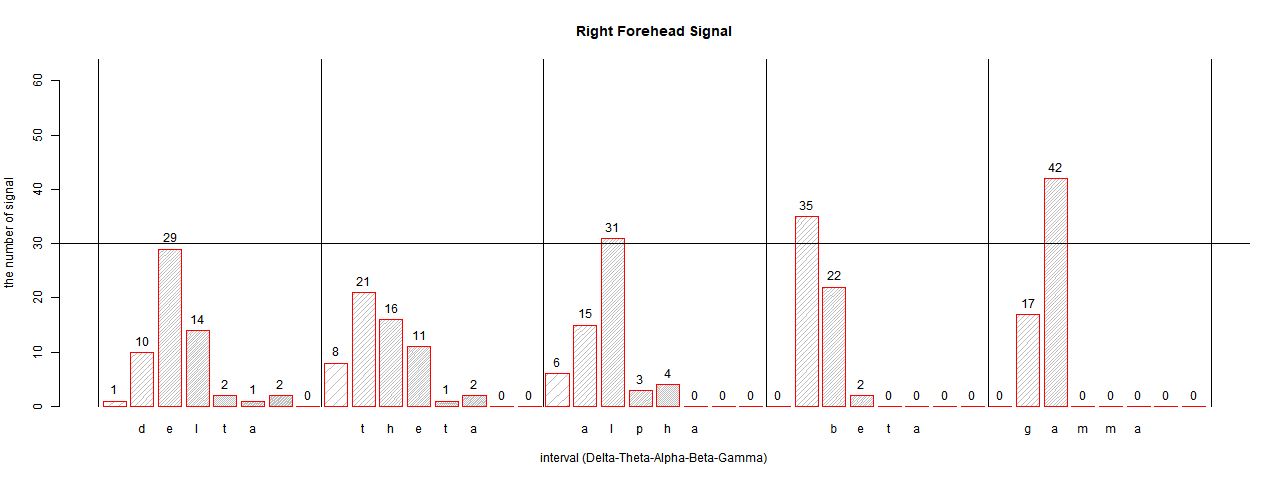 Right Forehead Signal
the number of signal
60
50
40
30
20
10
0
1 10 29 14 2 1 2 0
8 21 16 11 1 2 0 0
6 15 31 3 4 0 0 0
0 35 22 2 0 0 0 0
0 17 42 0 0 0 0 0
d e l t a t h e t a a l p h a b e t a g a m m a
interval (Delta-Theta-Alpha-Beta-Gamma)